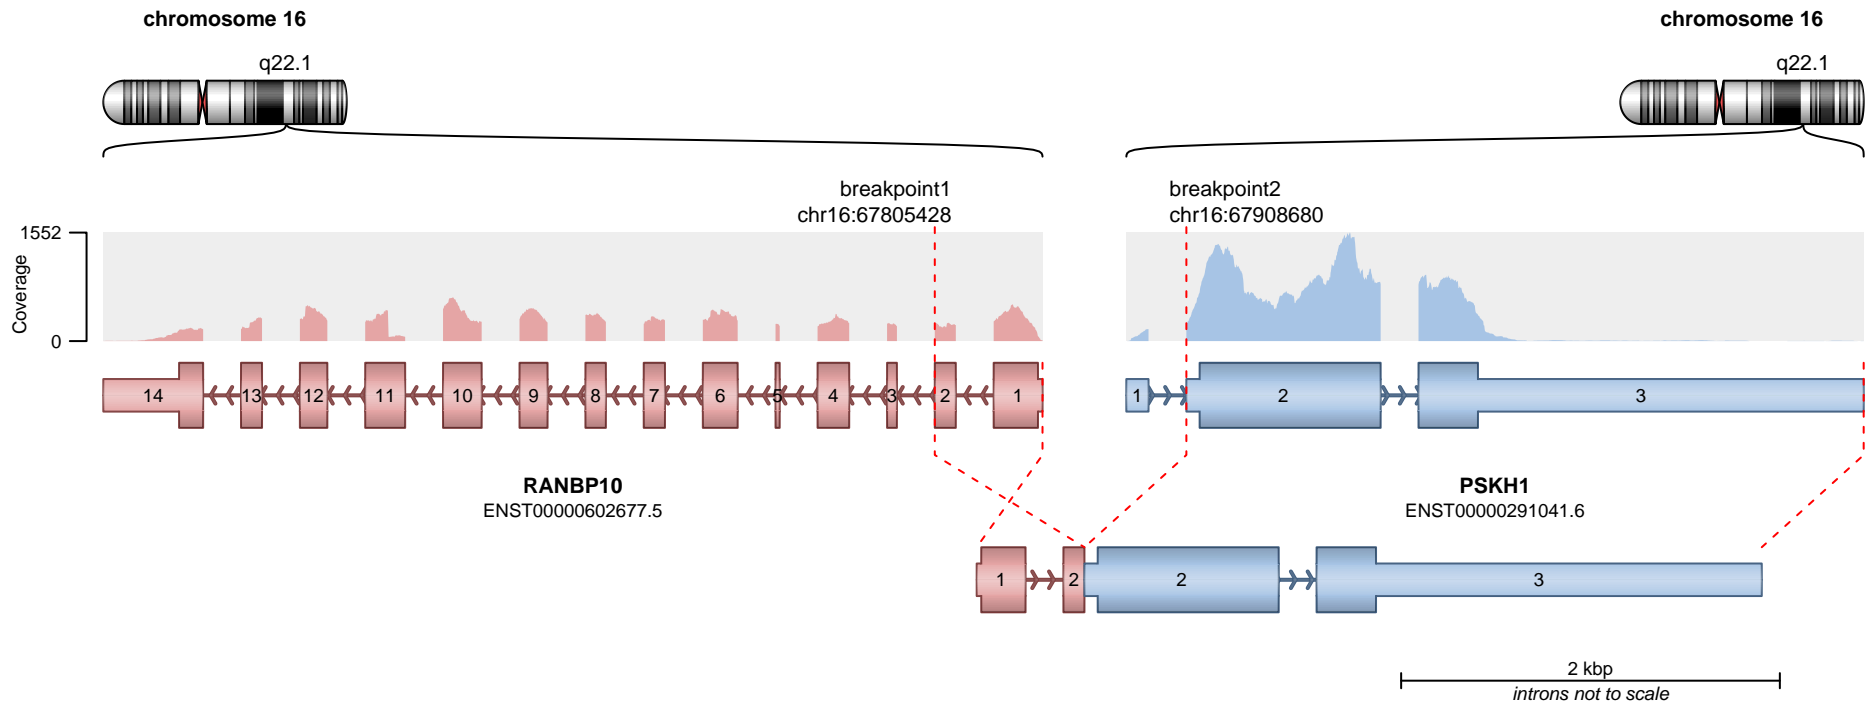 chromosome 16
chromosome 16
q22.1
q22.1
breakpoint1
chr16:67805428
breakpoint2
chr16:67908680
1552
Coverage
0
14 13 12 11 10 9 8 7 6 5 4 3 2 1
1 2 3
RANBP10
ENST00000602677.5
PSKH1
ENST00000291041.6
1 2 2 3
2 kbp
introns not to scale